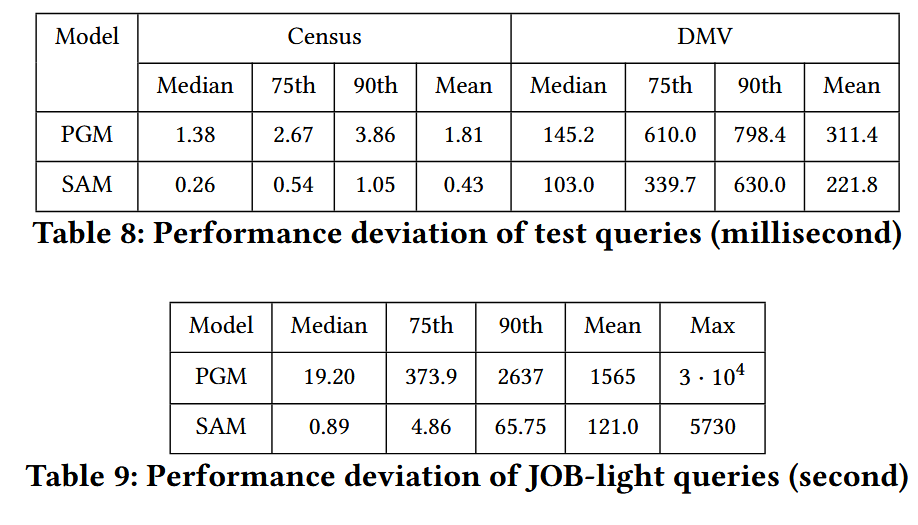 Model Census DMV
Median 75th 90th Mean Median 75th 90th Mean
PGM 1.38 2.67 3.86 1.81 145.2 610.0 798.4 311.4
SAM 0.26 0.54 1.05 0.43 103.0 339.7 630.0 221.8
Table 8: Performance deviation of test queries (millisecond)
Model Median 75th 90th Mean Max
PGM 19.20 373.9 2637 1565 3 · 10⁴
SAM 0.89 4.86 65.75 121.0 5730
Table 9: Performance deviation of JOB-light queries (second)